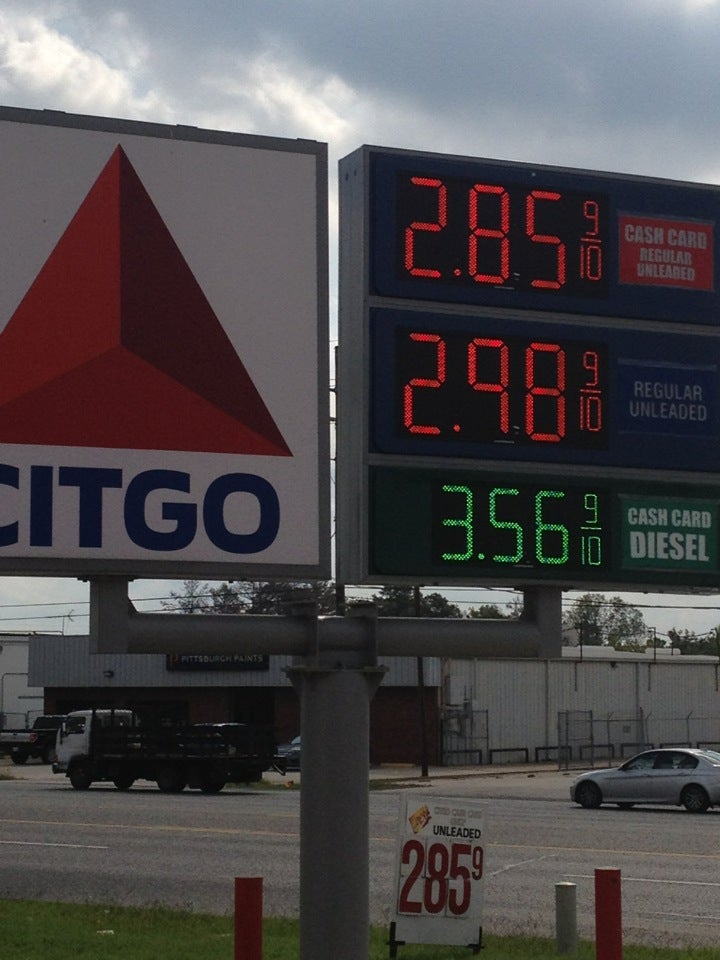 CITGO
2.85 9/10
CASH CARD
REGULAR
UNLEADED
2.98 9/10
REGULAR
UNLEADED
3.56 9/10
CASH CARD
DIESEL
PITTSBURGH PAINTS
UNLEADED
285 9